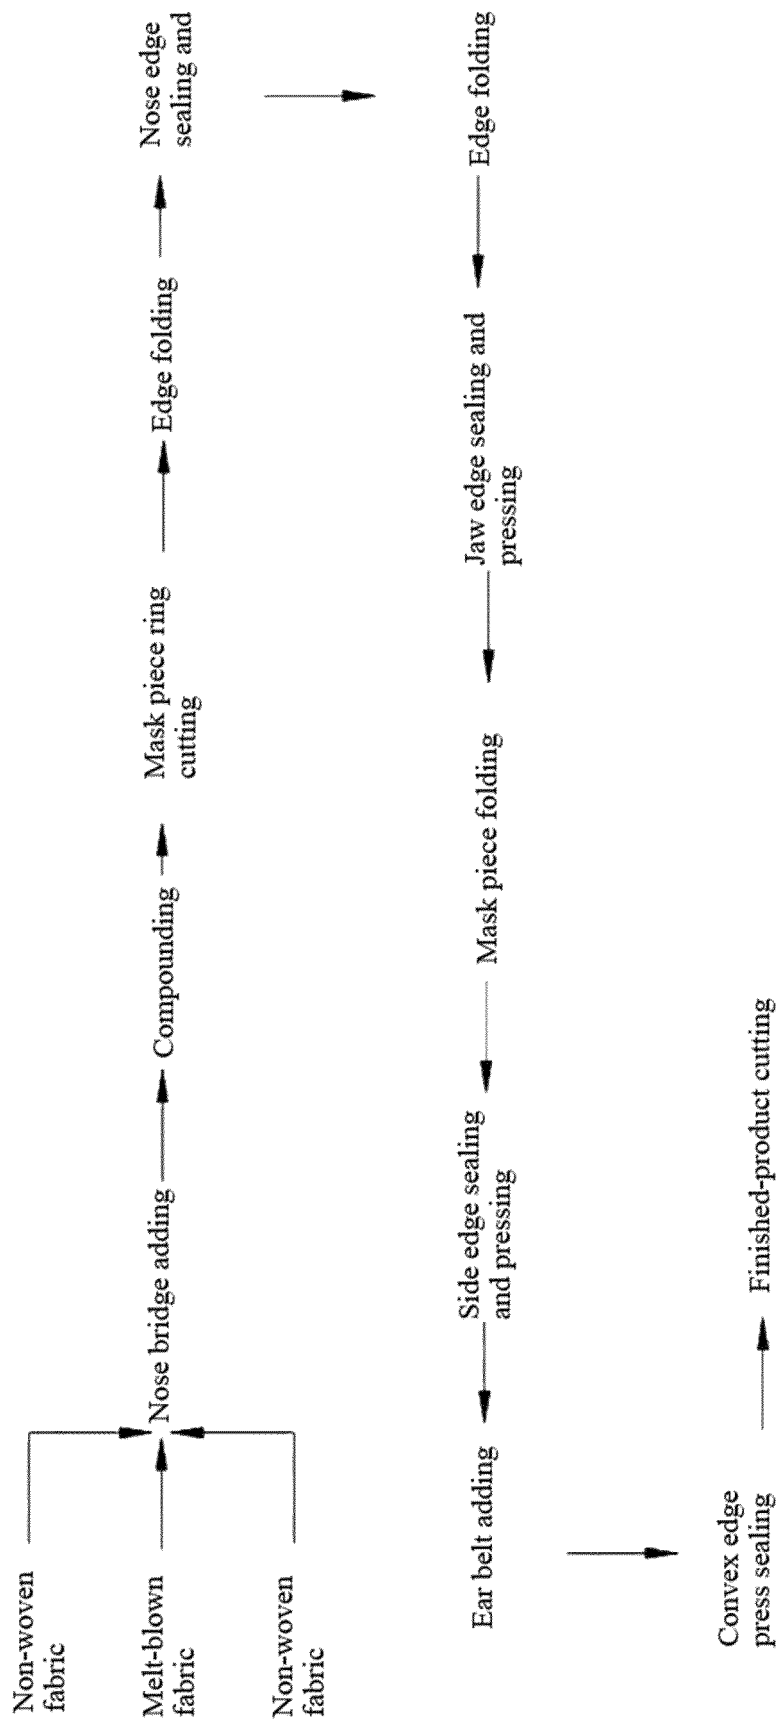 Non-woven
fabric
Melt-blown
fabric
Non-woven
fabric
Nose bridge adding
Compounding
Mask piece ring
cutting
Edge folding
Nose edge
sealing and
Edge folding
Jaw edge sealing and
pressing
Mask piece folding
Side edge sealing
and pressing
Ear belt adding
Convex edge
press sealing
Finished-product cutting